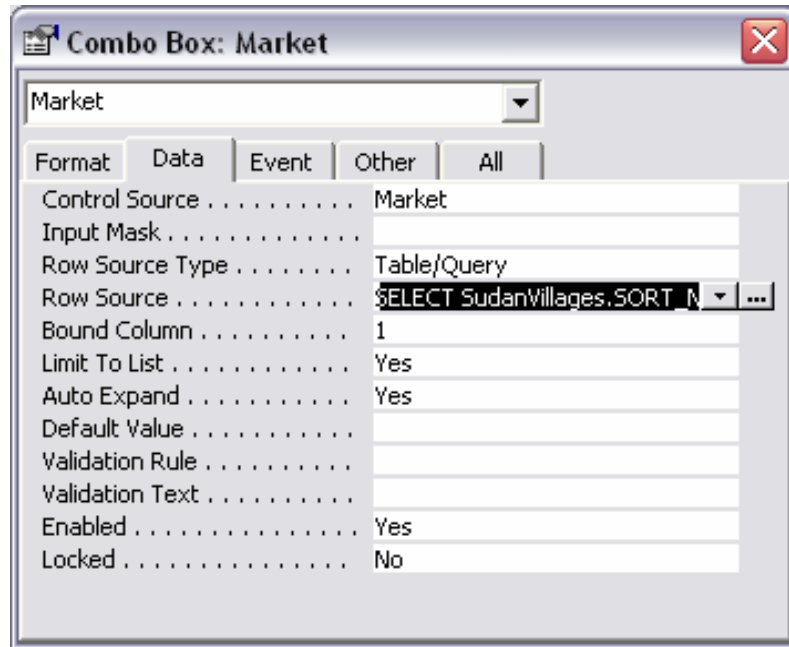 Combo Box: Market
Market
Format Data Event Other All
Control Source . . . . . . . . . . Market
Input Mask . . . . . . . . . . . . .
Row Source Type . . . . . . . . Table/Query
Row Source . . . . . . . . . . . . SELECT SudanVillages.SORT_N ...
Bound Column . . . . . . . . . . 1
Limit To List . . . . . . . . . . . . Yes
Auto Expand . . . . . . . . . . . Yes
Default Value . . . . . . . . . . .
Validation Rule . . . . . . . . . .
Validation Text . . . . . . . . . .
Enabled . . . . . . . . . . . . . . . Yes
Locked . . . . . . . . . . . . . . . No